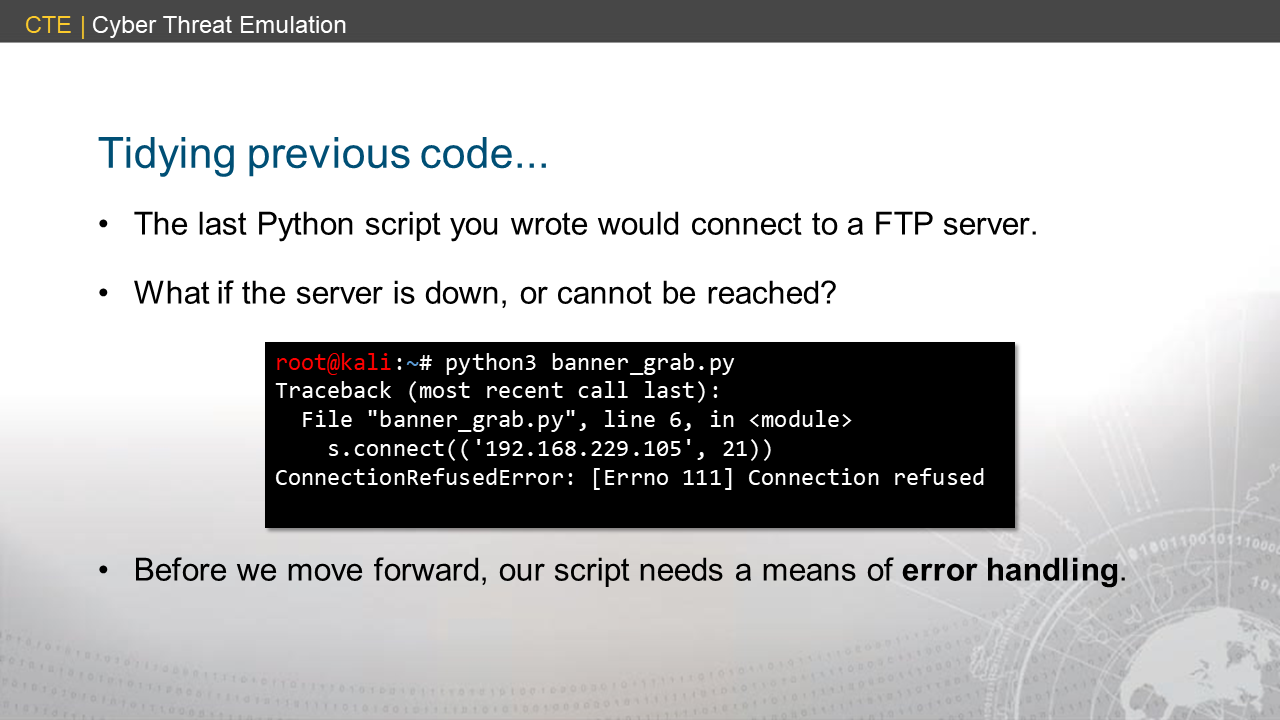 CTE | Cyber Threat Emulation
Tidying previous code...
• The last Python script you wrote would connect to a FTP server.
• What if the server is down, or cannot be reached?
root@kali:~# python3 banner_grab.py
Traceback (most recent call last):
  File "banner_grab.py", line 6, in <module>
    s.connect(('192.168.229.105', 21))
ConnectionRefusedError: [Errno 111] Connection refused
• Before we move forward, our script needs a means of error handling.